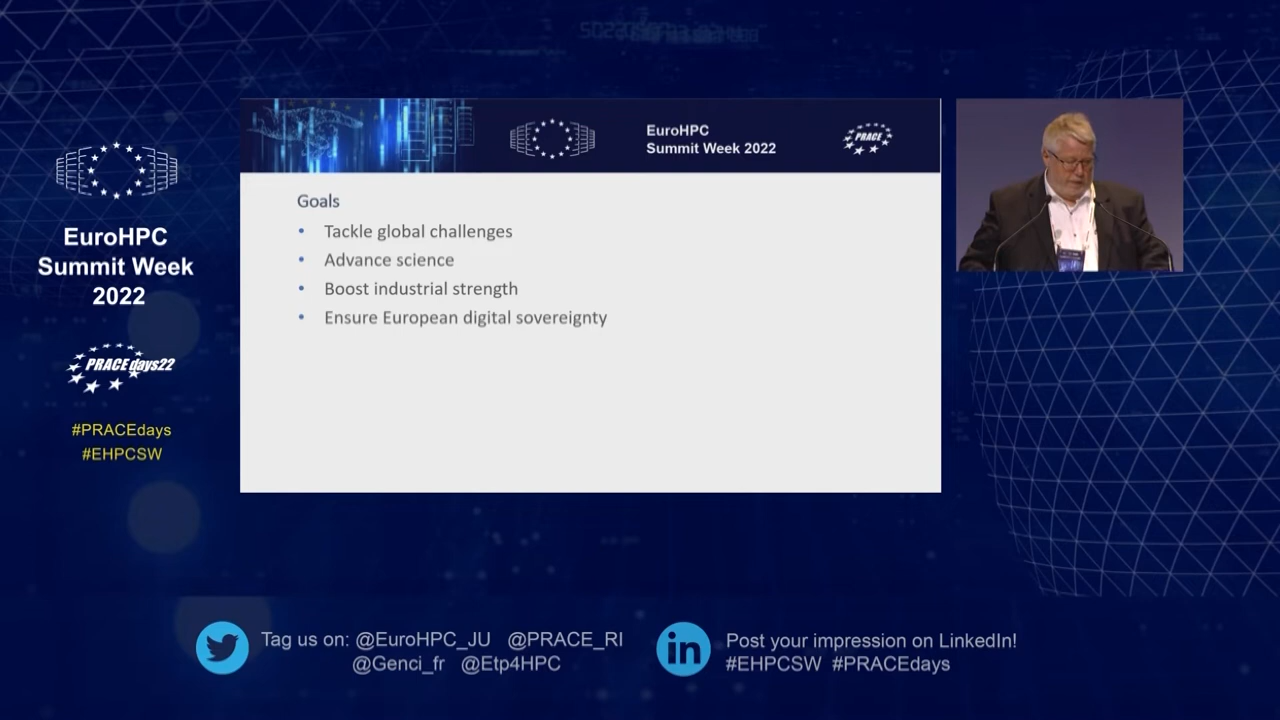 EuroHPC
Summit Week
2022
PRACEdays22
#PRACEdays
#EHPCSW
EuroHPC
Summit Week 2022
PRACE
Goals
• Tackle global challenges
• Advance science
• Boost industrial strength
• Ensure European digital sovereignty
Tag us on: @EuroHPC_JU @PRACE_RI
@Genci_fr @Etp4HPC
in
Post your impression on LinkedIn!
#EHPCSW #PRACEdays